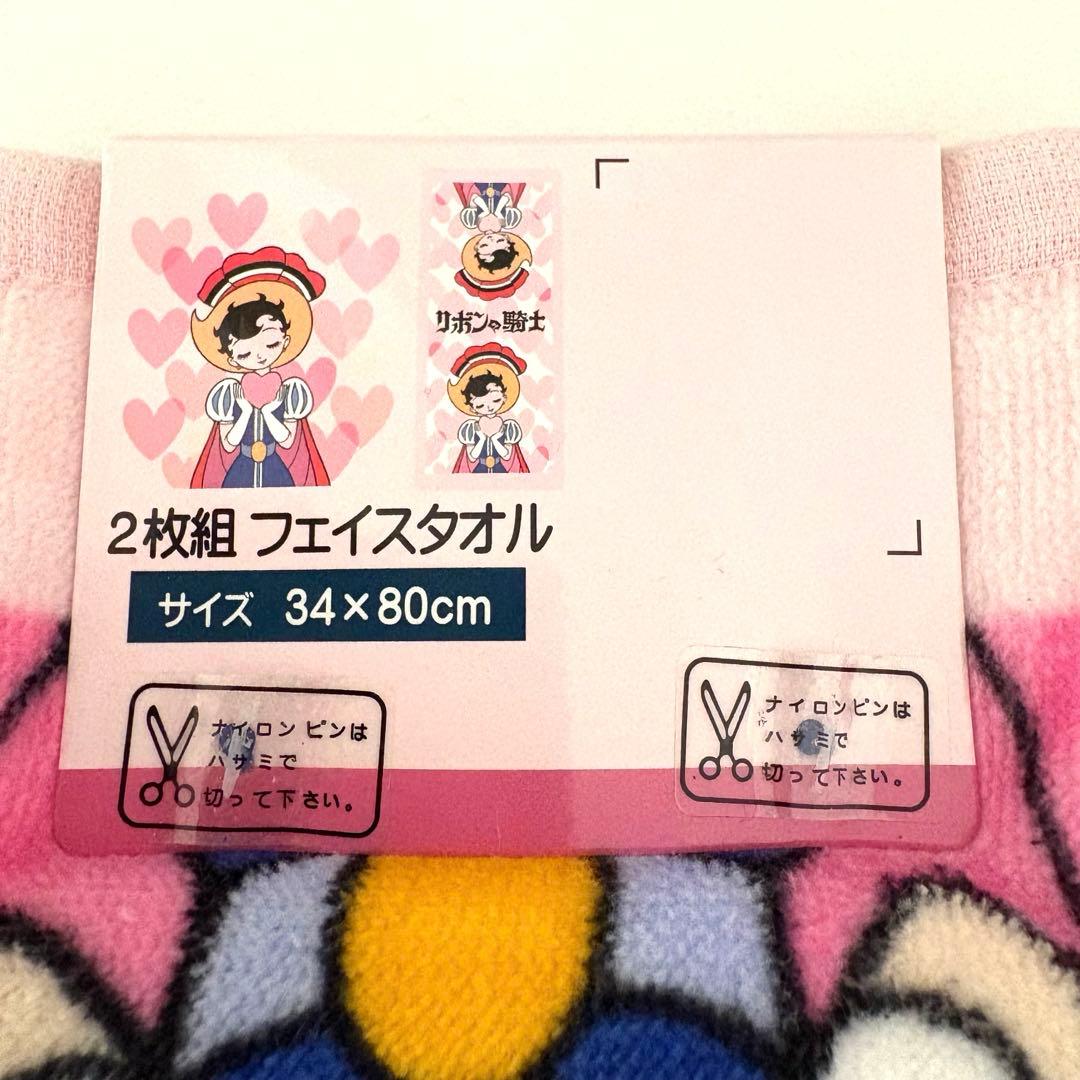 リボンの騎士
2枚組 フェイスタオル
サイズ 34×80cm
ナイロンピンは
ハサミで
切って下さい。
ナイロンピンは
ハサミで
切って下さい。